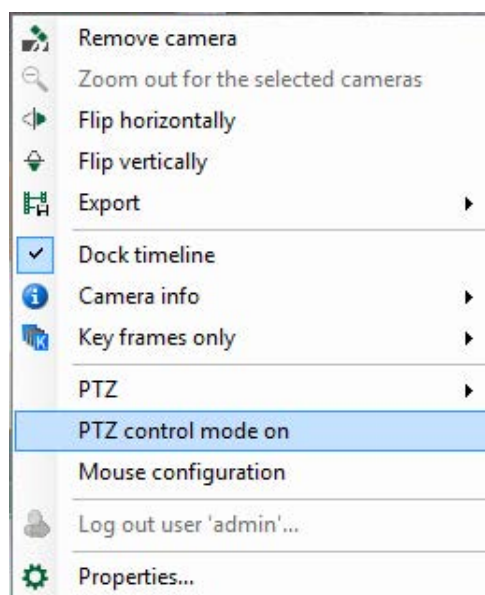 Remove camera
Zoom out for the selected cameras
Flip horizontally
Flip vertically
Export
Dock timeline
Camera info
Key frames only
PTZ
PTZ control mode on
Mouse configuration
Log out user 'admin'...
Properties...